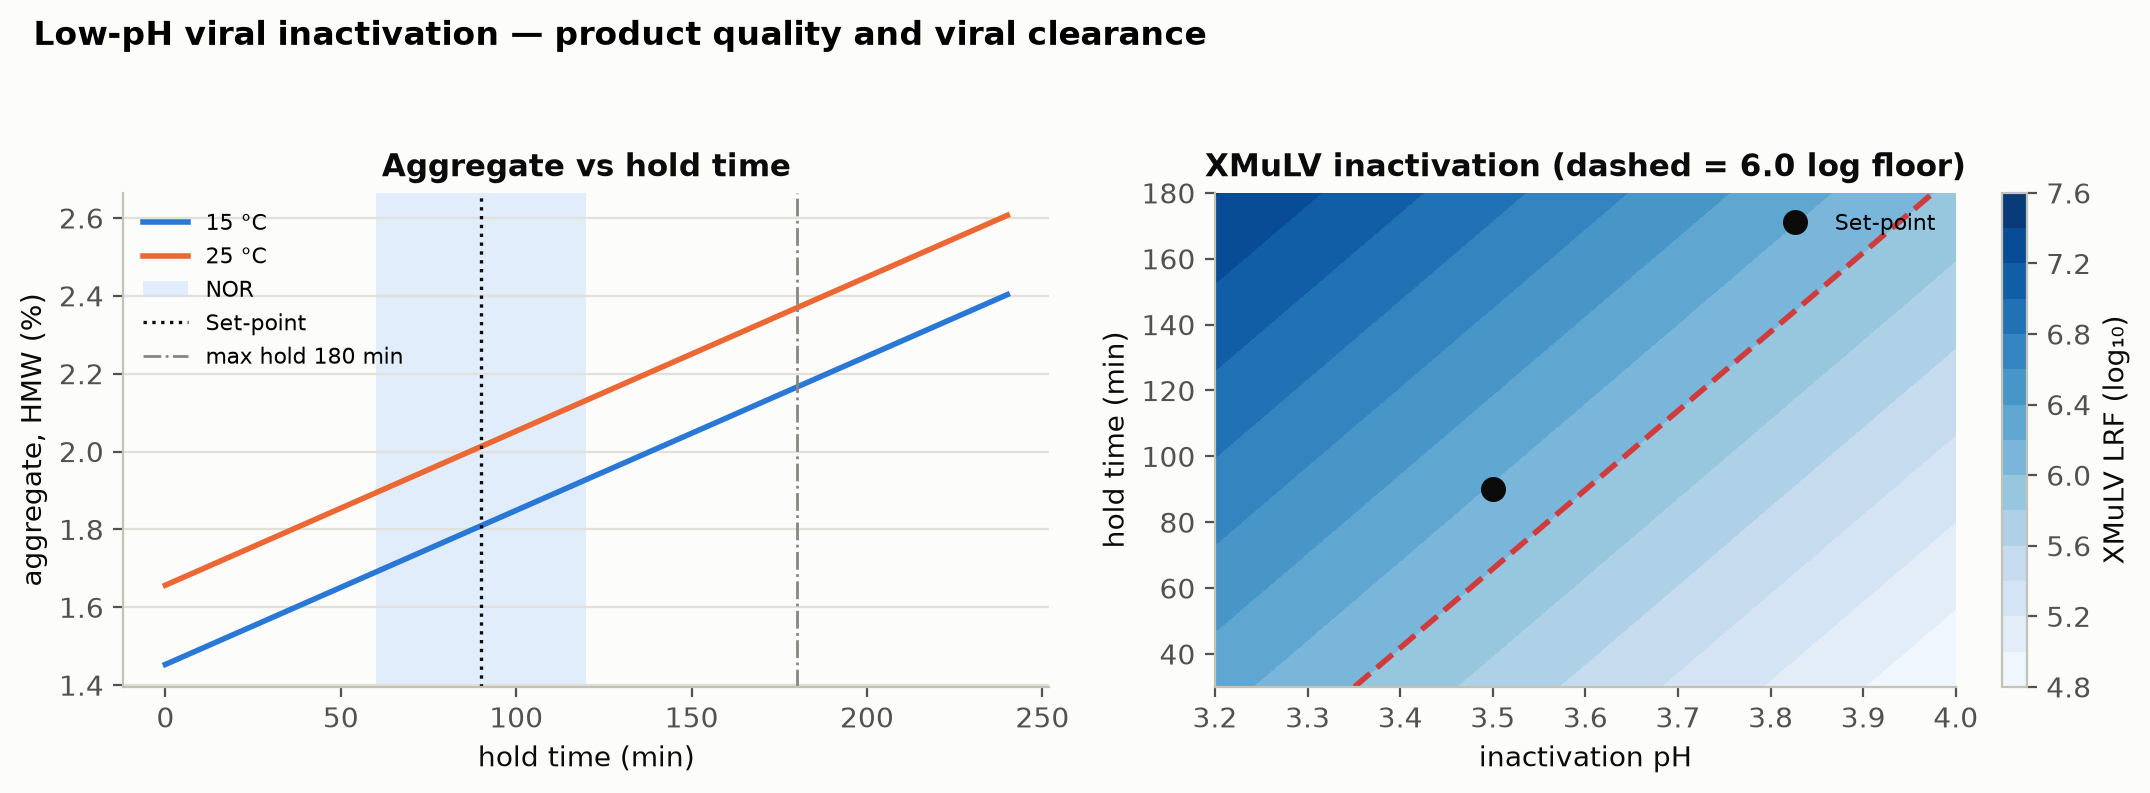 Low-pH viral inactivation — product quality and viral clearance
Aggregate vs hold time
aggregate, HMW (%)
2.6
2.4
2.2
2.0
1.8
1.6
1.4
15 °C
25 °C
NOR
Set-point
max hold 180 min
0 50 100 150 200 250
hold time (min)
XMuLV inactivation (dashed = 6.0 log floor)
hold time (min)
180
160
140
120
100
80
60
40
Set-point
3.2 3.3 3.4 3.5 3.6 3.7 3.8 3.9 4.0
inactivation pH
7.6
7.2
6.8
6.4
6.0
5.6
5.2
4.8
XMuLV LRF (log₁₀)